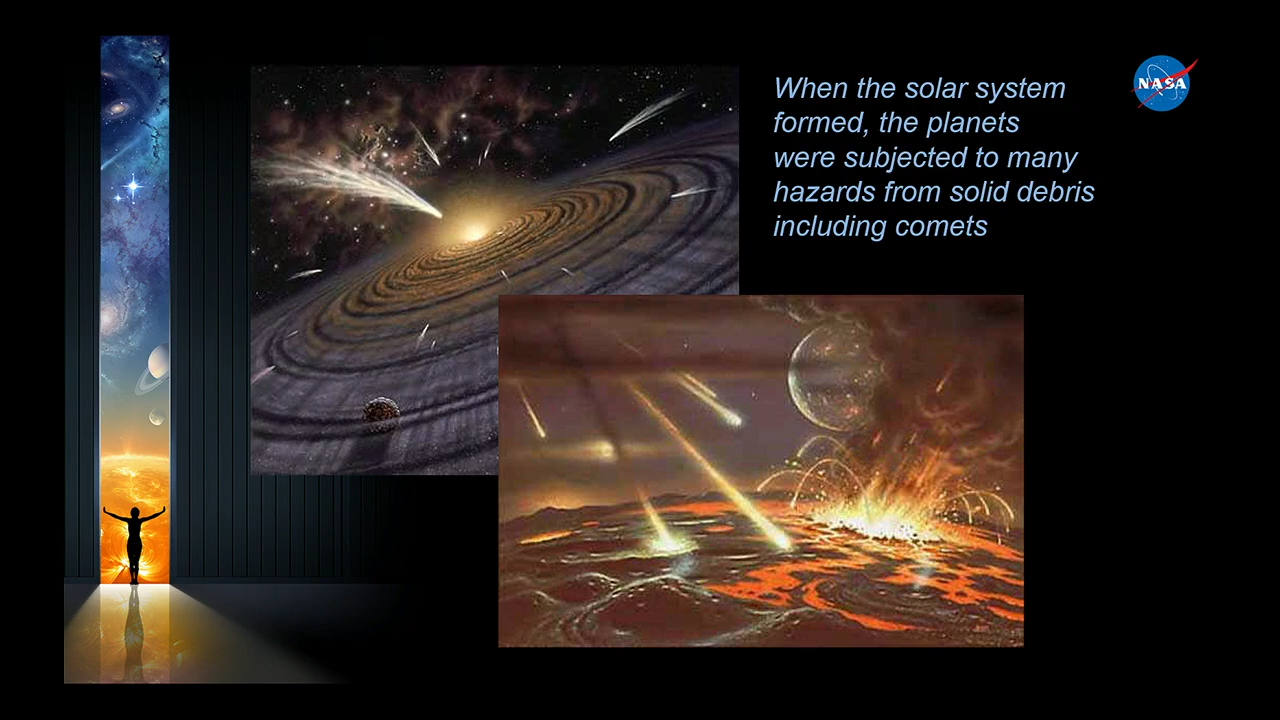 When the solar system
formed, the planets
were subjected to many
hazards from solid debris
including comets
NASA